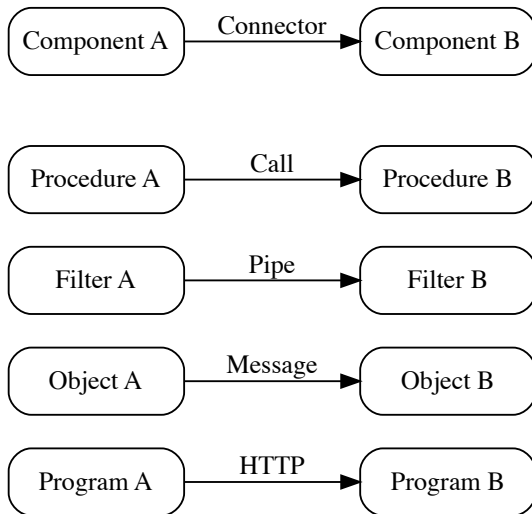 Component A Connector Component B
Procedure A Call Procedure B
Filter A Pipe Filter B
Object A Message Object B
Program A HTTP Program B